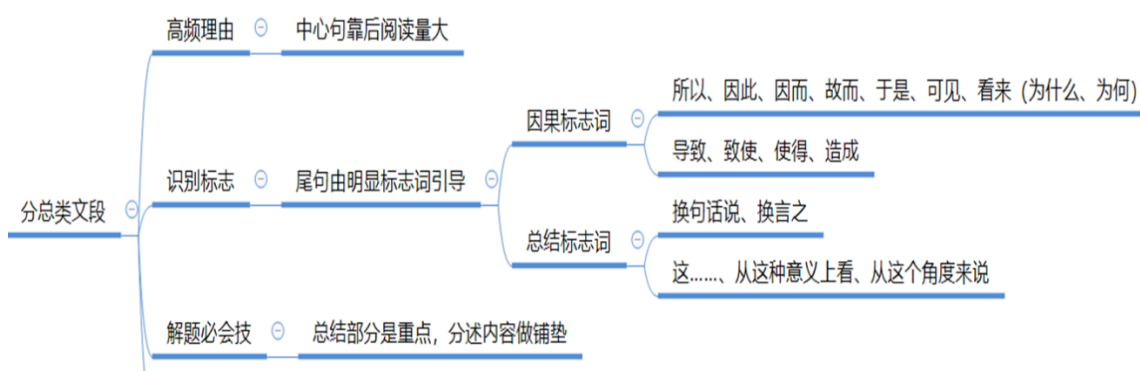 高频理由
中心句靠后阅读量大
所以、因此、因而、故而、于是、可见、看来（为什么、为何）
因果标志词
导致、致使、使得、造成
识别标志
尾句由明显标志词引导
分总类文段
换句话说、换言之
总结标志词
这……、从这种意义上看、从这个角度来说
解题必会技
总结部分是重点，分述内容做铺垫